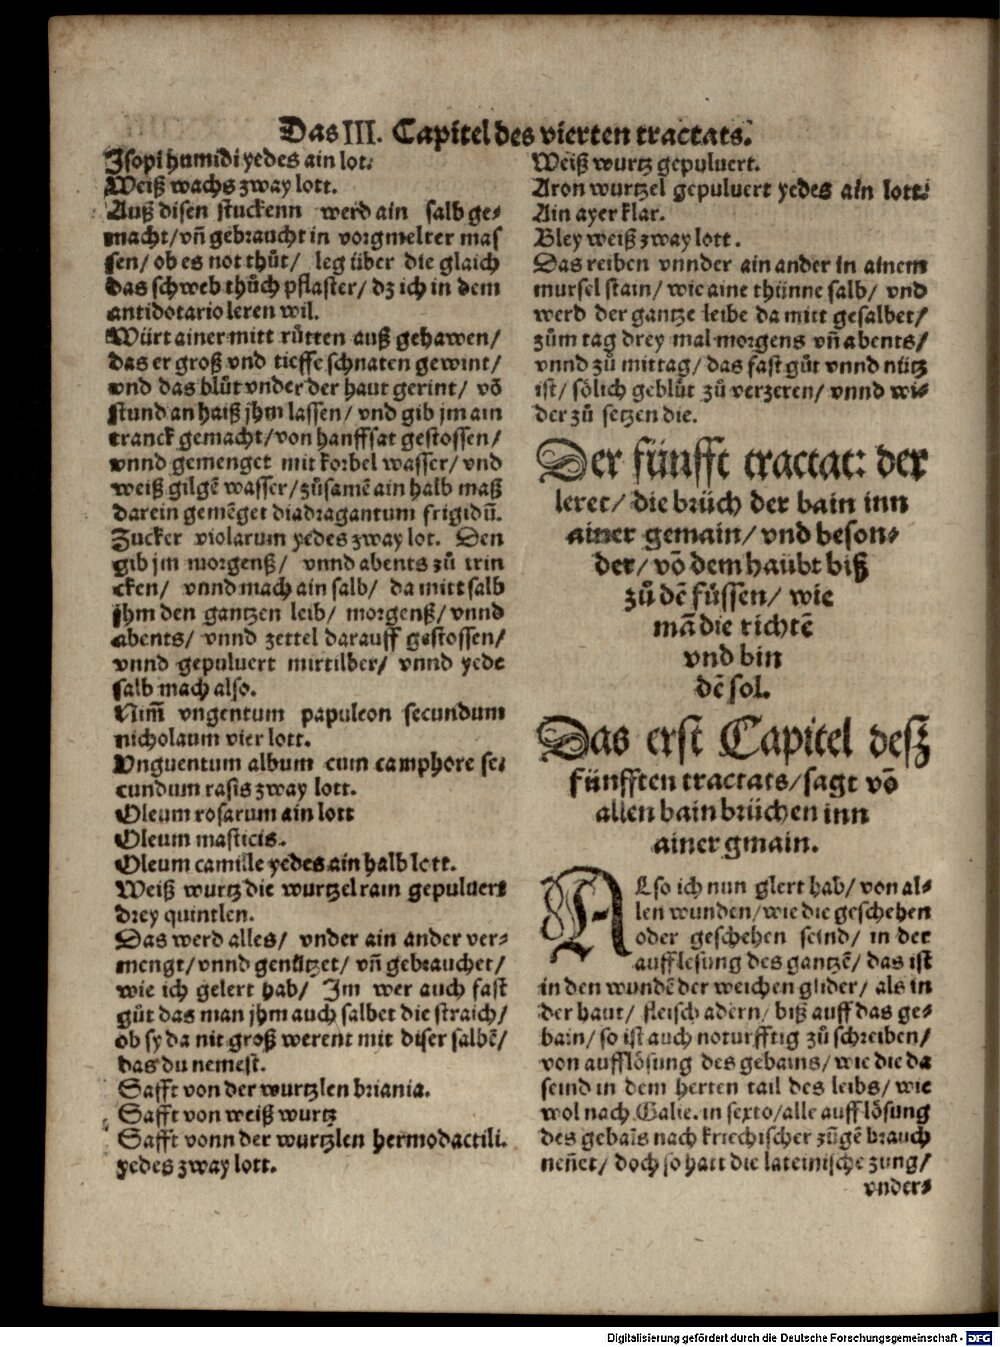 Das III. Capitel des vierten tractats.
Isopi humidi yedes ain lot.
Weiß wachs zway lott.
Auß disen stuckenn werd ain salb ge-
macht/ vn̄ gebraucht in vorgmelter mas
sen/ ob es not thůt/ leg über die glaich
das schweb thůch pflaster/ dz ich in dem
antidotario leren wil.
Würt ainer mitt růtten auß gehawen/
das er groß vnd tieffe schnaten gewint/
vnd das blůt vnder der haut gerint/ vō
stund an haiß jhm lassen/ vnd gib jm ain
tranck gemacht/ von hanffsat gestossen/
vnnd gemenget mit korbel wasser/ vnd
weiß gilgē wasser/ zůsamē ain halb maß
darein gemēget diadragantum frigidū.
Zucker violarum yedes zway lot. Den
gib jm morgenß/ vnnd abents zů trin
cken/ vnnd mach ain salb/ da mitt salb
jhm den gantzen leib/ morgenß/ vnnd
abents/ vnnd zettel darauff gestossen/
vnnd gepuluert mirtilber/ vnnd yede
salb mach also.
Nim̄ vngentum papuleon secundum
nicholaum vier lott.
Vnguentum album cum camphore se-
cundum rasis zway lott.
Oleum rosarum ain lott
Oleum masticis.
Oleum camille yedes ain halb lott.
Weiß wurtz die wurtzel rain gepuluert
drey quintlen.
Das werd alles/ vnder ain ander ver-
mengt/ vnnd genützet/ vn̄ gebrauchet/
wie ich gelert hab/ Im wer auch fast
gůt das man jhm auch salbet die straich/
ob sy da nit groß werent mit diser salbē/
das du nemest.
Safft von der wurtzlen briania.
Safft von weiß wurtz
Safft vonn der wurtzlen hermodactili.
yedes zway lott.
Weiß wurtz gepuluert.
Aron wurtzel gepuluert yedes ain lott.
Ain ayer klar.
Bley weiß zway lott.
Das reiben vnnder ain ander in ainem
mursel stain/ wie aine thünne salb/ vnd
werd der gantze leibe da mitt gesalbet/
zům tag drey mal morgens vn̄ abents/
vnnd zů mittag/ das fast gůt vnnd nütz
ist/ sölich geblůt zů verzeren/ vnnd wi-
der zů setzen die.
Der fünfft tractat: der
leret/ die brüch der bain inn
ainer gemain/ vnd beson-
der/ vō dem haübt biß
zů dē füssen/ wie
mā die richtē
vnd bin
dē sol.
Das erst Capitel desz
fünfften tractats/ sagt vō
allen bain brüchen inn
ainer gmain.
Also ich nun glert hab/ von al-
len wunden/ wie die geschehen
oder geschehen seind/ in der
aufflesung des gantzē/ das ist
in den wundē der weichen glider/ als in
der haut/ fleisch adern/ biß auff das ge-
bain/ so ist auch noturfftig zů schreiben/
von aufflösung des gebains/ wie die da
seind in dem herten tail des leibs/ wie
wol nach Galie. in sexto/ alle aufflösung
des gebaīs nach kriechischer zūgē brauch
nen̄et/ doch so hatt die lateinische zung/
vnder-
Digitalisierung gefördert durch die Deutsche Forschungsgemeinschaft - DFG